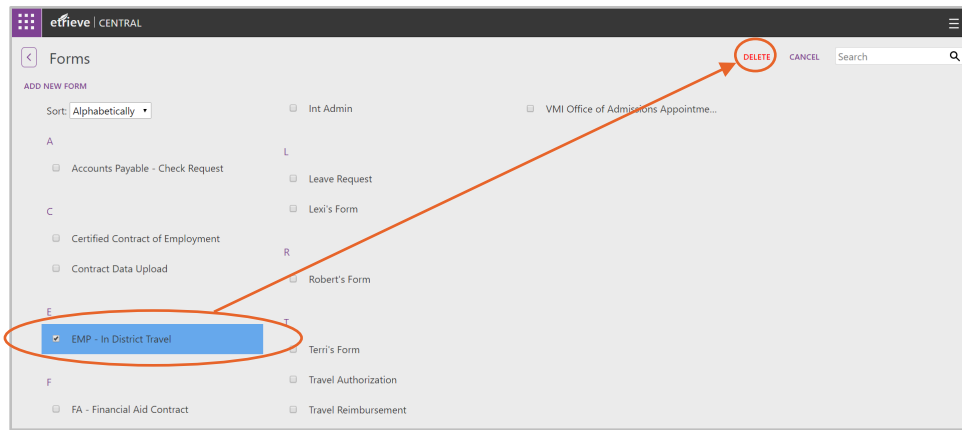 etrieve | CENTRAL
Forms
DELETE
CANCEL
Search
ADD NEW FORM
Sort: Alphabetically
A
Accounts Payable - Check Request
C
Certified Contract of Employment
Contract Data Upload
E
EMP - In District Travel
F
FA - Financial Aid Contract
Int Admin
L
Leave Request
Lexi's Form
R
Robert's Form
T
Terri's Form
Travel Authorization
Travel Reimbursement
VMI Office of Admissions Appointme...